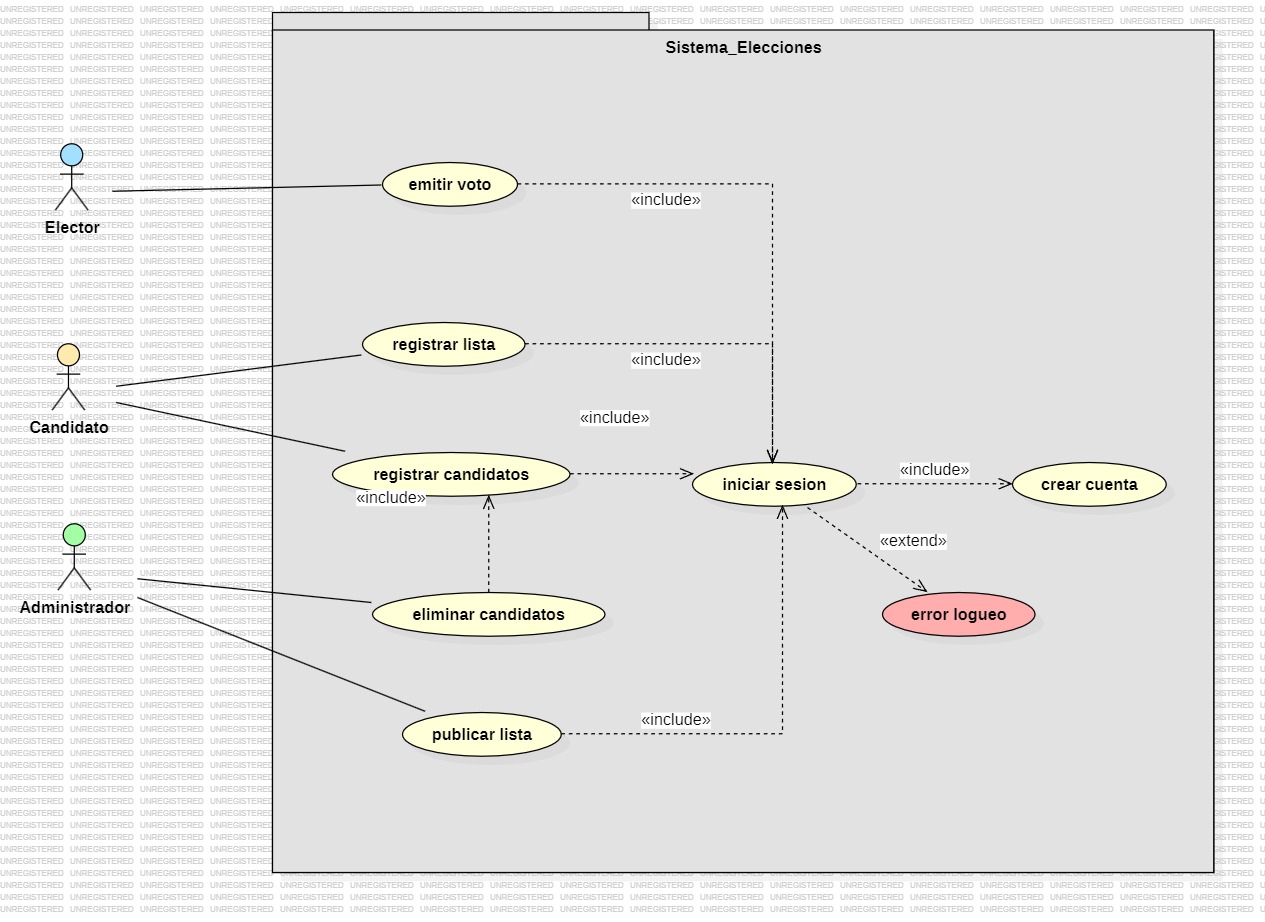 Sistema_Elecciones
emitir voto
«include»
Elector
registrar lista
«include»
Candidato
«include»
registrar candidatos
«include»
iniciar sesion
«include»
crear cuenta
«extend»
Administrador
eliminar candidatos
error logueo
«include»
publicar lista
UNREGISTERED